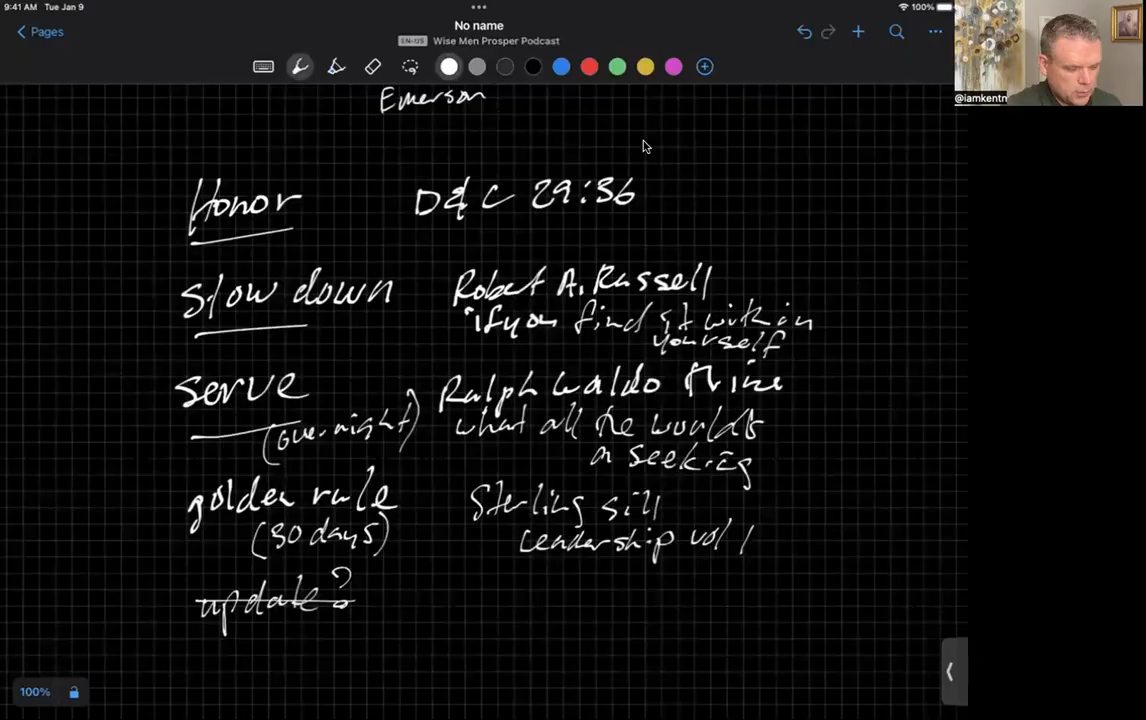 9:41 AM Tue Jan 9
100%
Pages
No name
EN-US Wise Men Prosper Podcast
@iamkentm
Emerson
Honor D&C 29:36
slow down Robert A. Russell
"if you find it within
yourself
serve Ralph Waldo Trine
(overnight) what all the world's
a seeking
golden rule Sterling sill
(30 days) Leadership vol 1
update?
100%